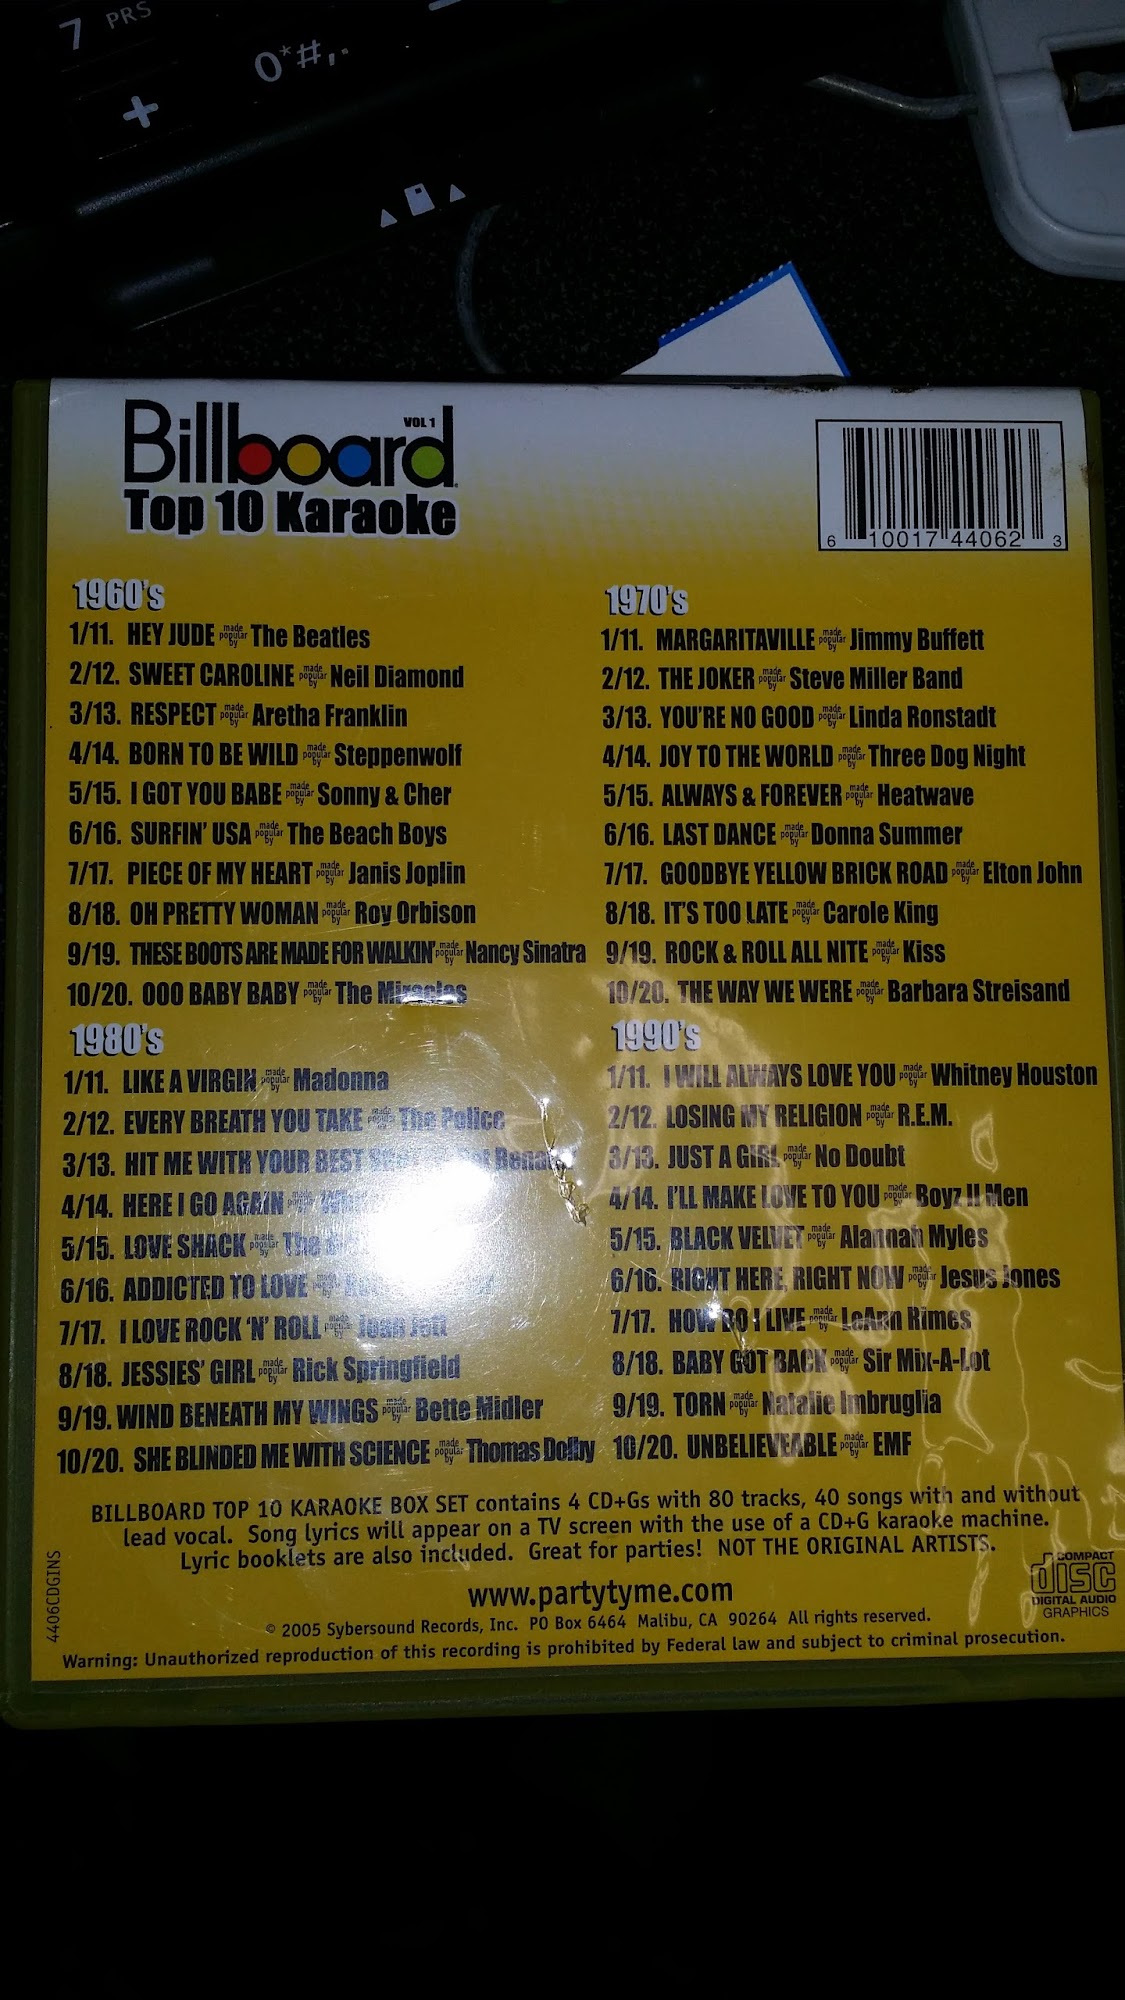 7 PRS
0*#,.
+
VOL 1
Billboard
Top 10 Karaoke
6 10017 44062 3
1960's
1/11. HEY JUDE made popular by The Beatles
2/12. SWEET CAROLINE made popular by Neil Diamond
3/13. RESPECT made popular by Aretha Franklin
4/14. BORN TO BE WILD made popular by Steppenwolf
5/15. I GOT YOU BABE made popular by Sonny & Cher
6/16. SURFIN' USA made popular by The Beach Boys
7/17. PIECE OF MY HEART made popular by Janis Joplin
8/18. OH PRETTY WOMAN made popular by Roy Orbison
9/19. THESE BOOTS ARE MADE FOR WALKIN' made popular by Nancy Sinatra
10/20. OOO BABY BABY made popular by The Miracles
1970's
1/11. MARGARITAVILLE made popular by Jimmy Buffett
2/12. THE JOKER made popular by Steve Miller Band
3/13. YOU'RE NO GOOD made popular by Linda Ronstadt
4/14. JOY TO THE WORLD made popular by Three Dog Night
5/15. ALWAYS & FOREVER made popular by Heatwave
6/16. LAST DANCE made popular by Donna Summer
7/17. GOODBYE YELLOW BRICK ROAD made popular by Elton John
8/18. IT'S TOO LATE made popular by Carole King
9/19. ROCK & ROLL ALL NITE made popular by Kiss
10/20. THE WAY WE WERE made popular by Barbara Streisand
1980's
1/11. LIKE A VIRGIN made popular by Madonna
2/12. EVERY BREATH YOU TAKE made popular by The Police
3/13. HIT ME WITH YOUR BEST
4/14. HERE I GO AGAIN made popular by
5/15. LOVE SHACK made popular by The
6/16. ADDICTED TO LOVE made popular by
7/17. I LOVE ROCK 'N' ROLL made popular by Joan Jett
8/18. JESSIES' GIRL made popular by Rick Springfield
9/19. WIND BENEATH MY WINGS made popular by Bette Midler
10/20. SHE BLINDED ME WITH SCIENCE made popular by Thomas Dolby
1990's
1/11. I WILL ALWAYS LOVE YOU made popular by Whitney Houston
2/12. LOSING MY RELIGION made popular by R.E.M.
3/13. JUST A GIRL made popular by No Doubt
4/14. I'LL MAKE LOVE TO YOU made popular by Boyz II Men
5/15. BLACK VELVET made popular by Alannah Myles
6/16. RIGHT HERE, RIGHT NOW made popular by Jesus Jones
7/17. HOW DO I LIVE made popular by LeAnn Rimes
8/18. BABY GOT BACK made popular by Sir Mix-A-Lot
9/19. TORN made popular by Natalie Imbruglia
10/20. UNBELIEVEABLE made popular by EMF
BILLBOARD TOP 10 KARAOKE BOX SET contains 4 CD+Gs with 80 tracks, 40 songs with and without
lead vocal. Song lyrics will appear on a TV screen with the use of a CD+G karaoke machine.
Lyric booklets are also included. Great for parties! NOT THE ORIGINAL ARTISTS.
www.partytyme.com
© 2005 Sybersound Records, Inc. PO Box 6464 Malibu, CA 90264 All rights reserved.
Warning: Unauthorized reproduction of this recording is prohibited by Federal law and subject to criminal prosecution.
4406CDGINS
COMPACT
disc
DIGITAL AUDIO
GRAPHICS